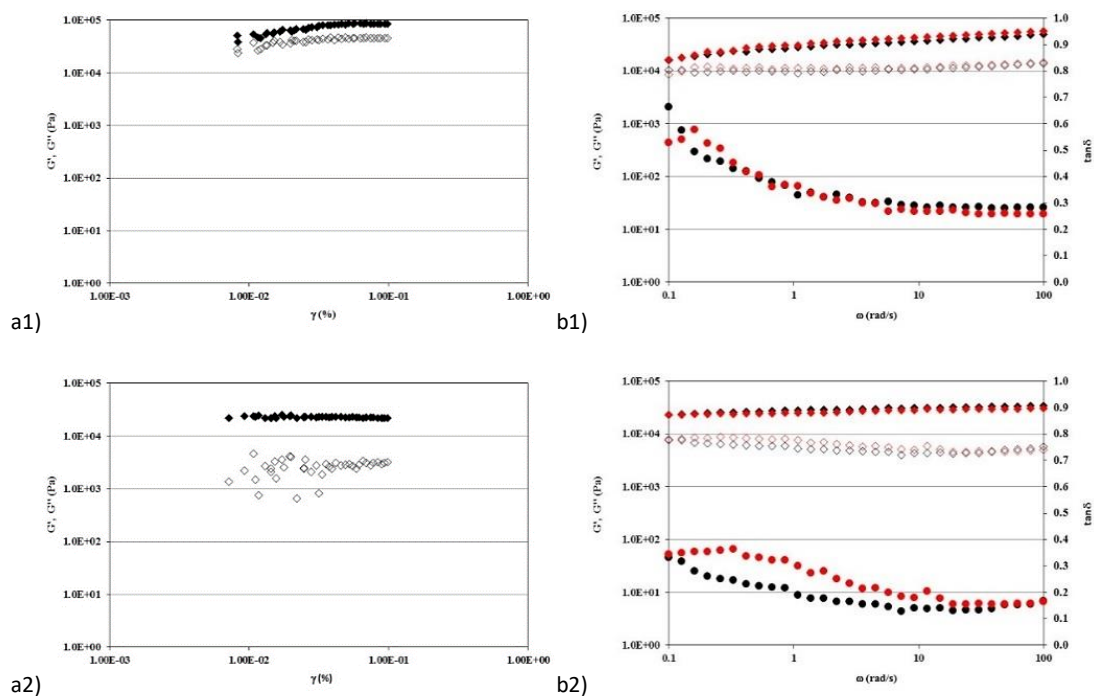 1.0E+05
1.0E+04
1.0E+03
1.0E+02
1.0E+01
1.0E+00
G', G'' (Pa)
1.00E-03
1.00E-02
1.00E-01
1.00E+00
γ (%)
a1)
1.0E+05
1.0E+04
1.0E+03
1.0E+02
1.0E+01
1.0E+00
G', G'' (Pa)
1.0
0.9
0.8
0.7
0.6
0.5
0.4
0.3
0.2
0.1
0.0
tanδ
0.1
1
10
100
ω (rad/s)
b1)
1.0E+05
1.0E+04
1.0E+03
1.0E+02
1.0E+01
1.0E+00
G', G'' (Pa)
1.00E-03
1.00E-02
1.00E-01
1.00E+00
γ (%)
a2)
1.0E+05
1.0E+04
1.0E+03
1.0E+02
1.0E+01
1.0E+00
G', G'' (Pa)
1.0
0.9
0.8
0.7
0.6
0.5
0.4
0.3
0.2
0.1
0.0
tanδ
0.1
1
10
100
ω (rad/s)
b2)